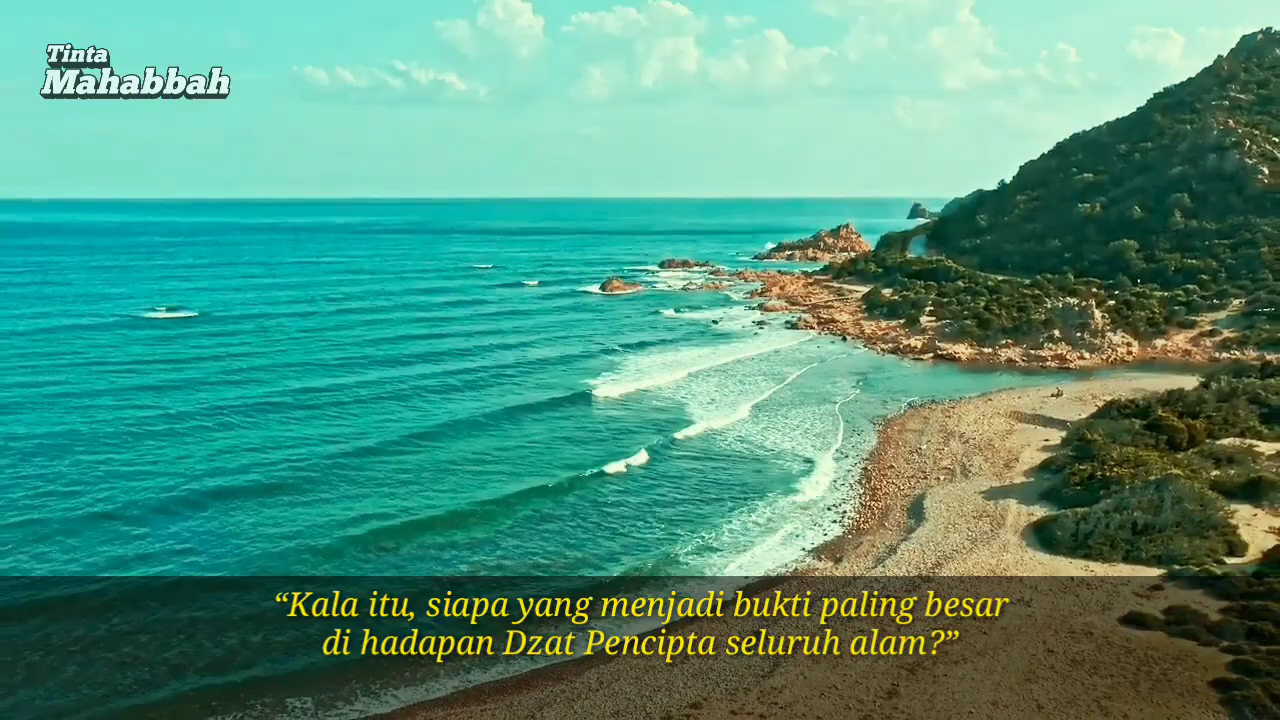 Tinta
Mahabbah
“Kala itu, siapa yang menjadi bukti paling besar
di hadapan Dzat Pencipta seluruh alam?”